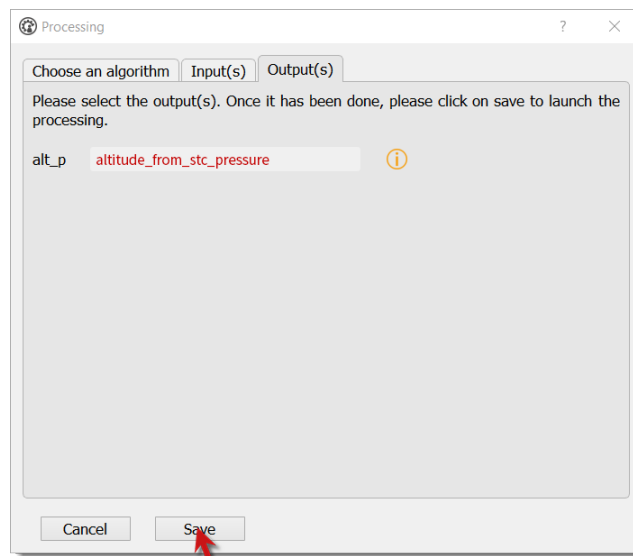 Processing
?
Choose an algorithm Input(s) Output(s)
Please select the output(s). Once it has been done, please click on save to launch the
processing.
alt_p altitude_from_stc_pressure
Cancel Save